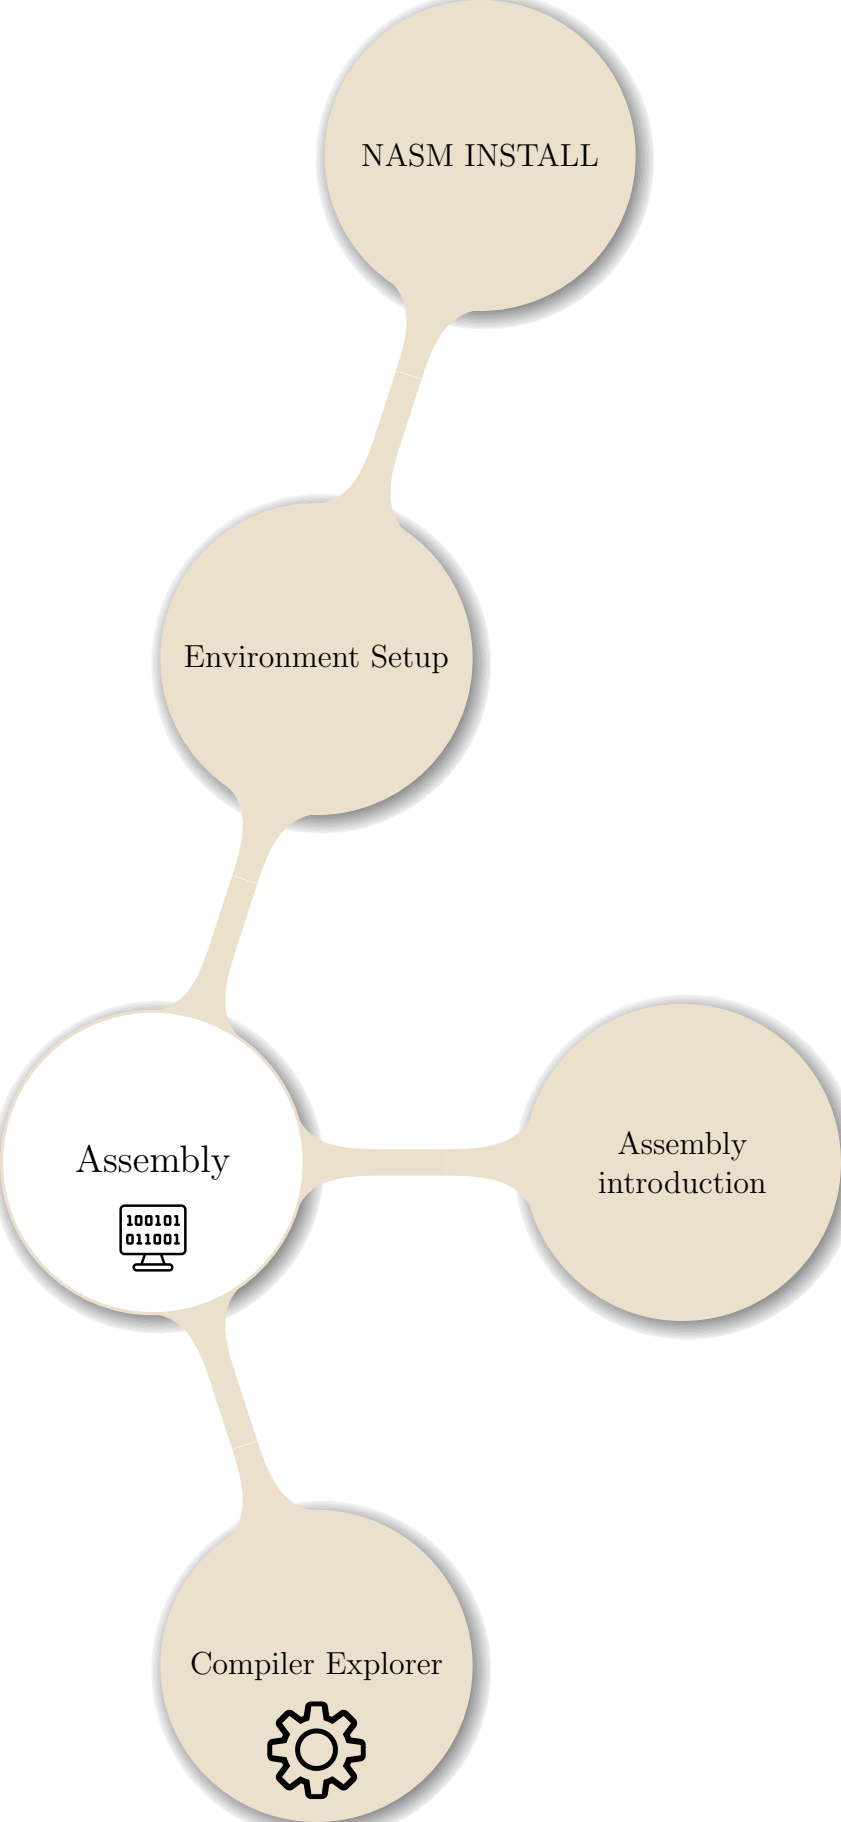 NASM INSTALL
Environment Setup
Assembly
100101
011001
Assembly
introduction
Compiler Explorer